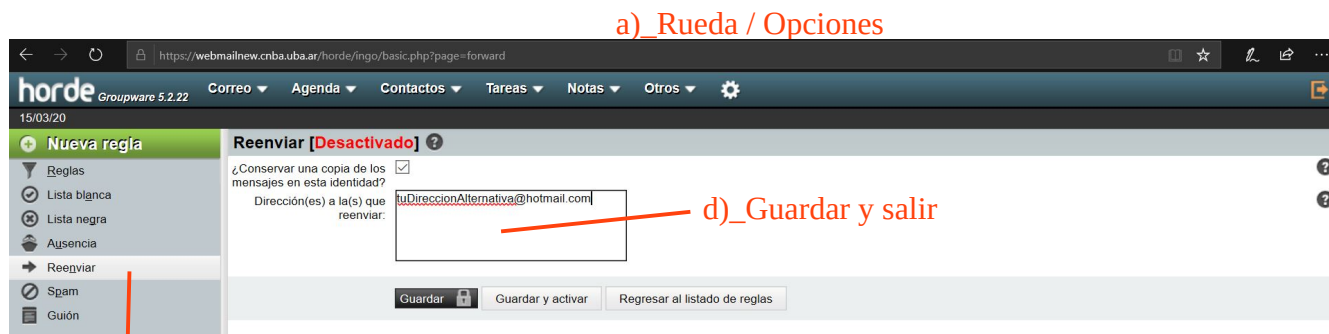 a)_Rueda / Opciones
https://webmailnew.cnba.uba.ar/horde/ingo/basic.php?page=forward
horde Groupware 5.2.22 Correo Agenda Contactos Tareas Notas Otros
15/03/20
Nueva regla
Reenviar [Desactivado]
Reglas
Lista blanca
Lista negra
Ausencia
Reenviar
Spam
Guión
¿Conservar una copia de los
mensajes en esta identidad?
Dirección(es) a la(s) que
reenviar:
tuDireccionAlternativa@hotmail.com
d)_Guardar y salir
Guardar Guardar y activar Regresar al listado de reglas